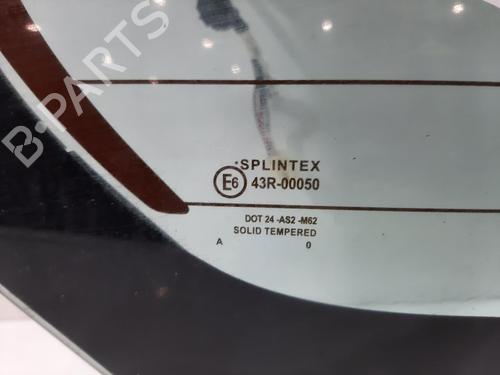 B-PARTS
SPLINTEX
E6 43R-00050
DOT 24 -AS2 -M62
SOLID TEMPERED
A 0